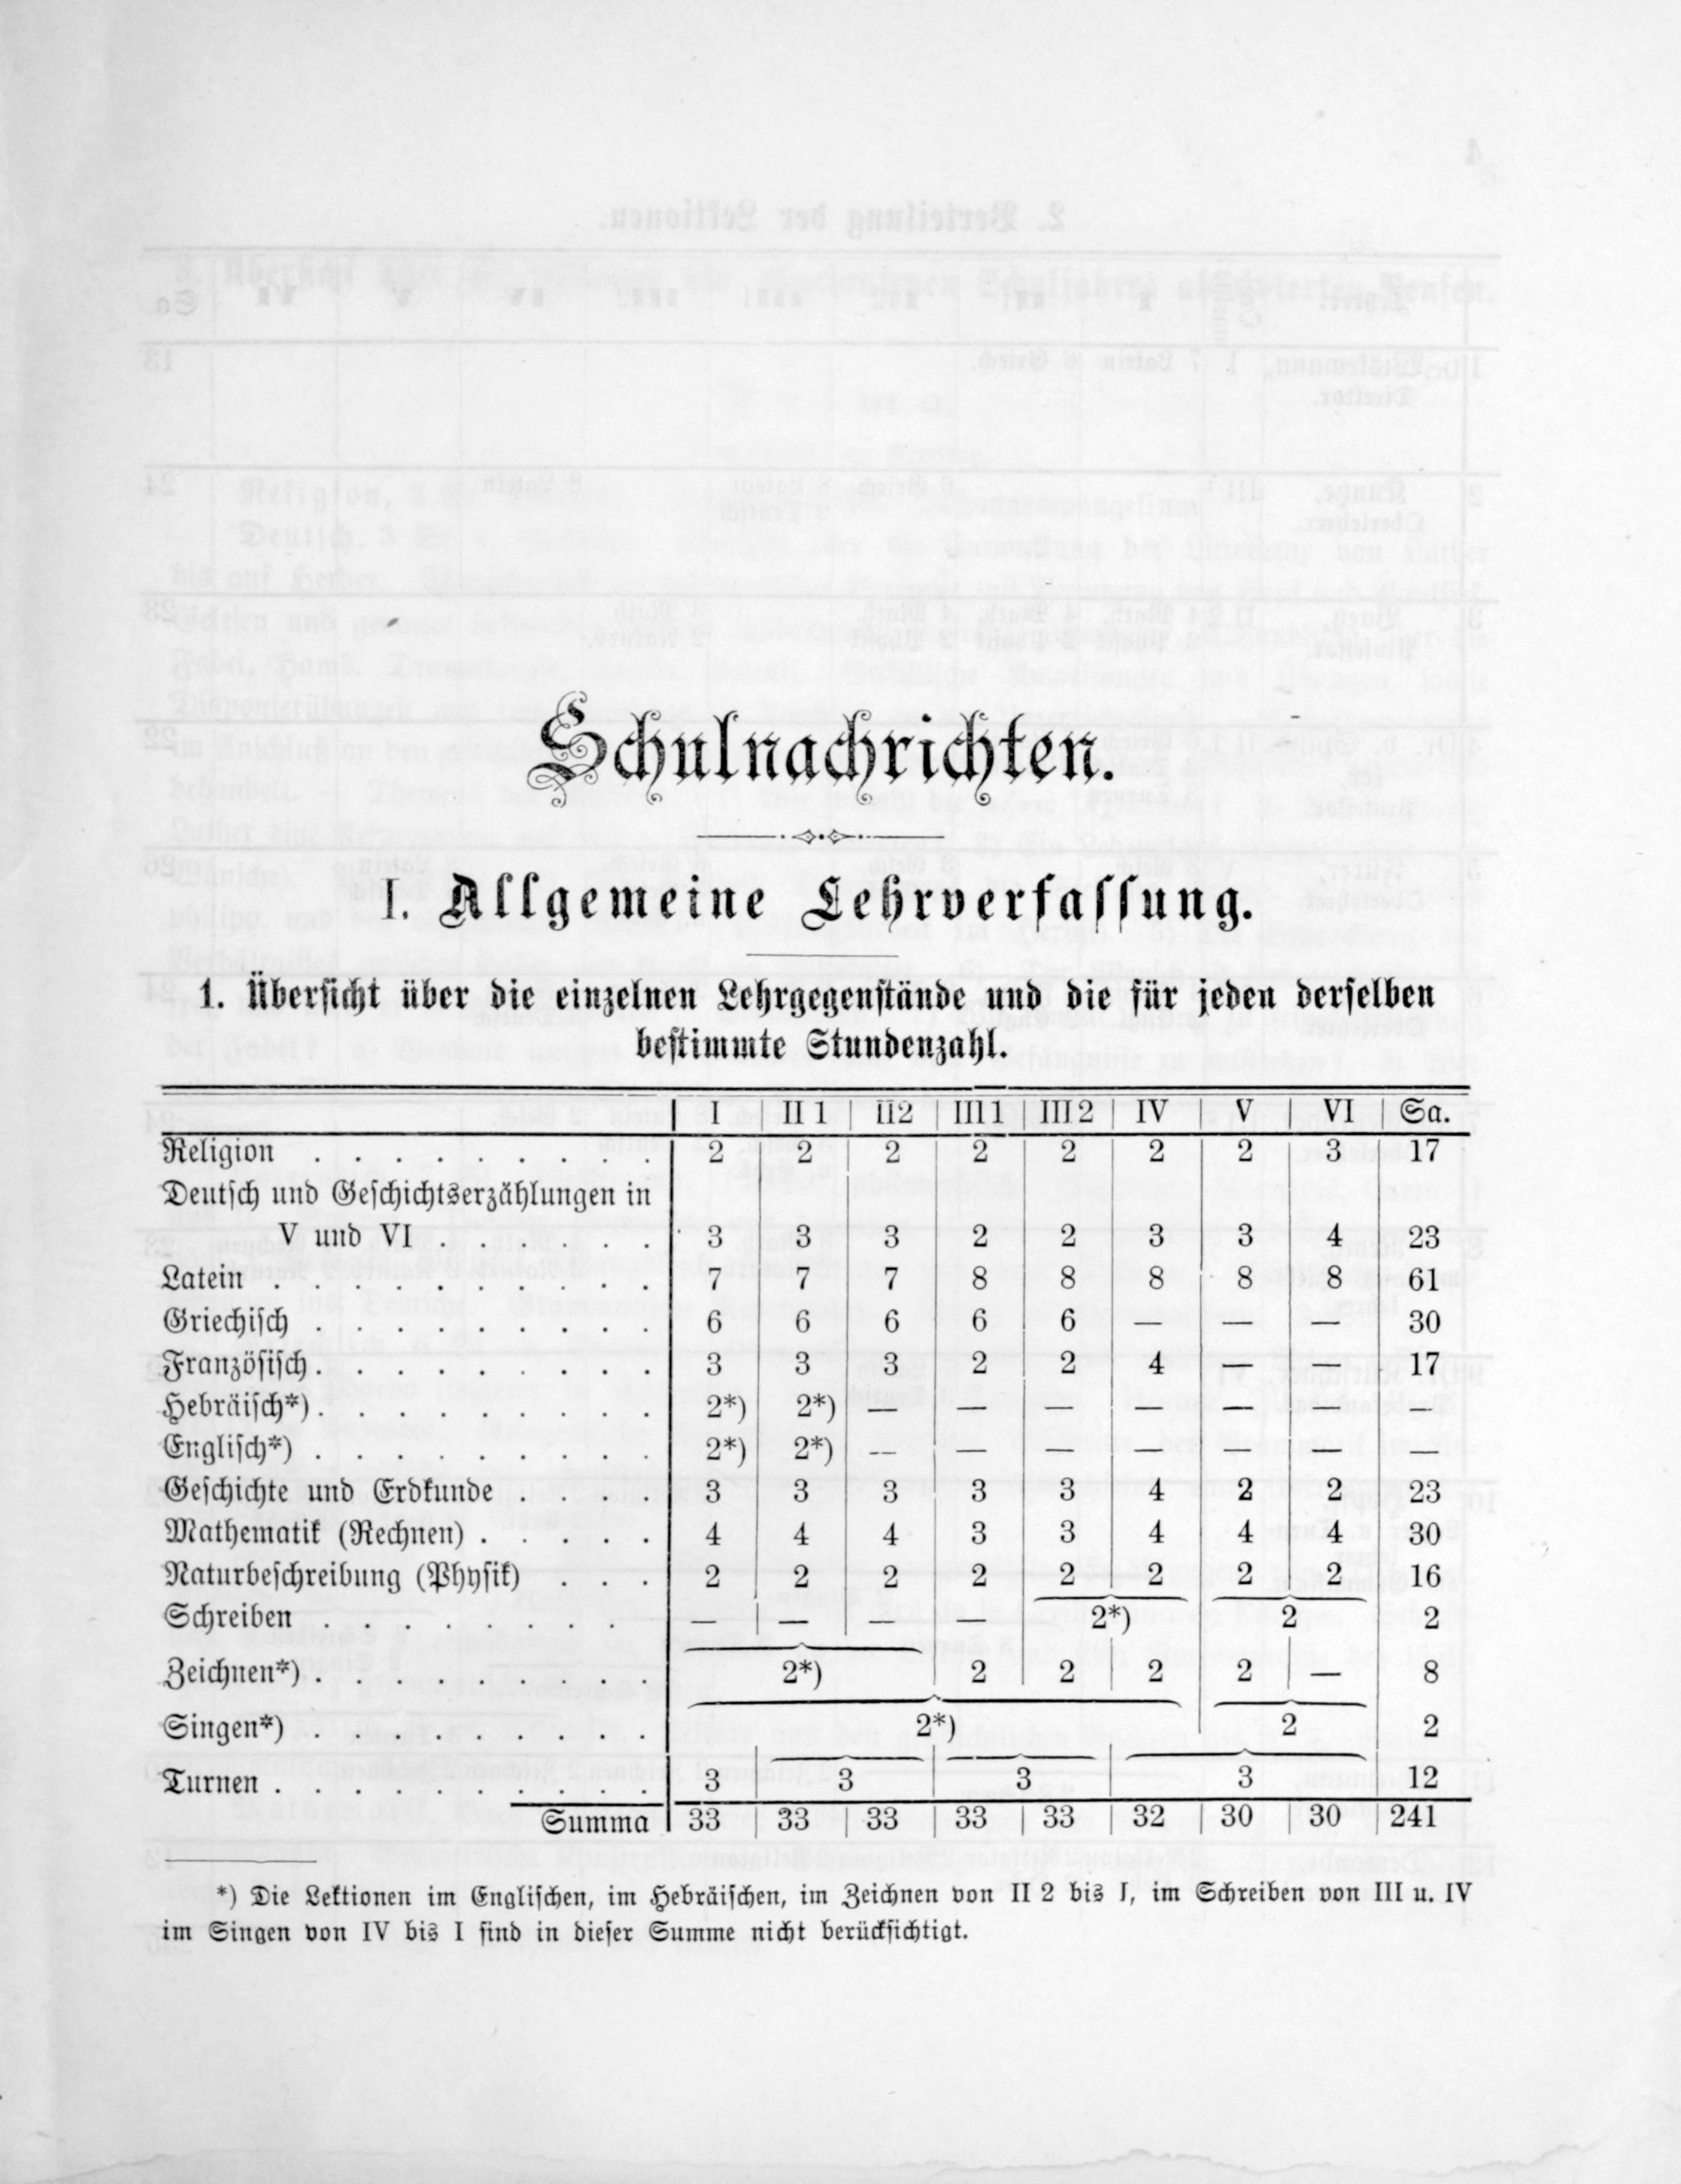 Schulnachrichten.
I. Allgemeine Lehrverfassung.
1. Übersicht über die einzelnen Lehrgegenstände und die für jeden derselben
bestimmte Stundenzahl.
I | II 1 | II 2 | III 1 | III 2 | IV | V | VI | Sa.
Religion . . . . . . . . . 2 | 2 | 2 | 2 | 2 | 2 | 2 | 3 | 17
Deutsch und Geschichtserzählungen in
V und VI . . . . . . 3 | 3 | 3 | 2 | 2 | 3 | 3 | 4 | 23
Latein . . . . . . . . . . 7 | 7 | 7 | 8 | 8 | 8 | 8 | 8 | 61
Griechisch . . . . . . . . . 6 | 6 | 6 | 6 | 6 | — | — | — | 30
Französisch . . . . . . . . . 3 | 3 | 3 | 2 | 2 | 4 | — | — | 17
Hebräisch*) . . . . . . . . . 2*) | 2*) | — | — | — | — | — | — | —
Englisch*) . . . . . . . . . 2*) | 2*) | — | — | — | — | — | — | —
Geschichte und Erdkunde . . . . 3 | 3 | 3 | 3 | 3 | 4 | 2 | 2 | 23
Mathematik (Rechnen) . . . . . 4 | 4 | 4 | 3 | 3 | 4 | 4 | 4 | 30
Naturbeschreibung (Physik) . . . 2 | 2 | 2 | 2 | 2 | 2 | 2 | 2 | 16
Schreiben . . . . . . . . — | — | — | — | 2*) | 2 | 2
Zeichnen*) . . . . . . . . . 2*) | 2 | 2 | 2 | 2 | — | 8
Singen*) . . . . . . . . . 2*) | 2 | 2
Turnen . . . . . . . . . . 3 | 3 | 3 | 3 | 12
Summa | 33 | 33 | 33 | 33 | 33 | 32 | 30 | 30 | 241
*) Die Lektionen im Englischen, im Hebräischen, im Zeichnen von II 2 bis I, im Schreiben von III u. IV
im Singen von IV bis I sind in dieser Summe nicht berücksichtigt.